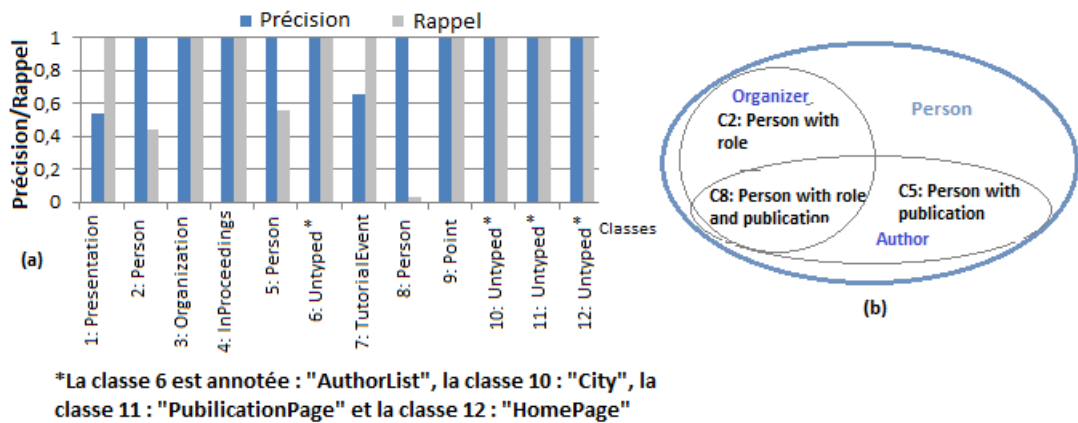 Précision
Rappel
Précision/Rappel
1
0,8
0,6
0,4
0,2
0
1: Presentation
2: Person
3: Organization
4: InProceedings
5: Person
6: Untyped*
7: TutorialEvent
8: Person
9: Point
10: Untyped*
11: Untyped*
12: Untyped*
Classes
(a)
Organizer
C2: Person with
role
Person
C8: Person with role
and publication
C5: Person with
publication
Author
(b)
*La classe 6 est annotée : "AuthorList", la classe 10 : "City", la
classe 11 : "PubilicationPage" et la classe 12 : "HomePage"